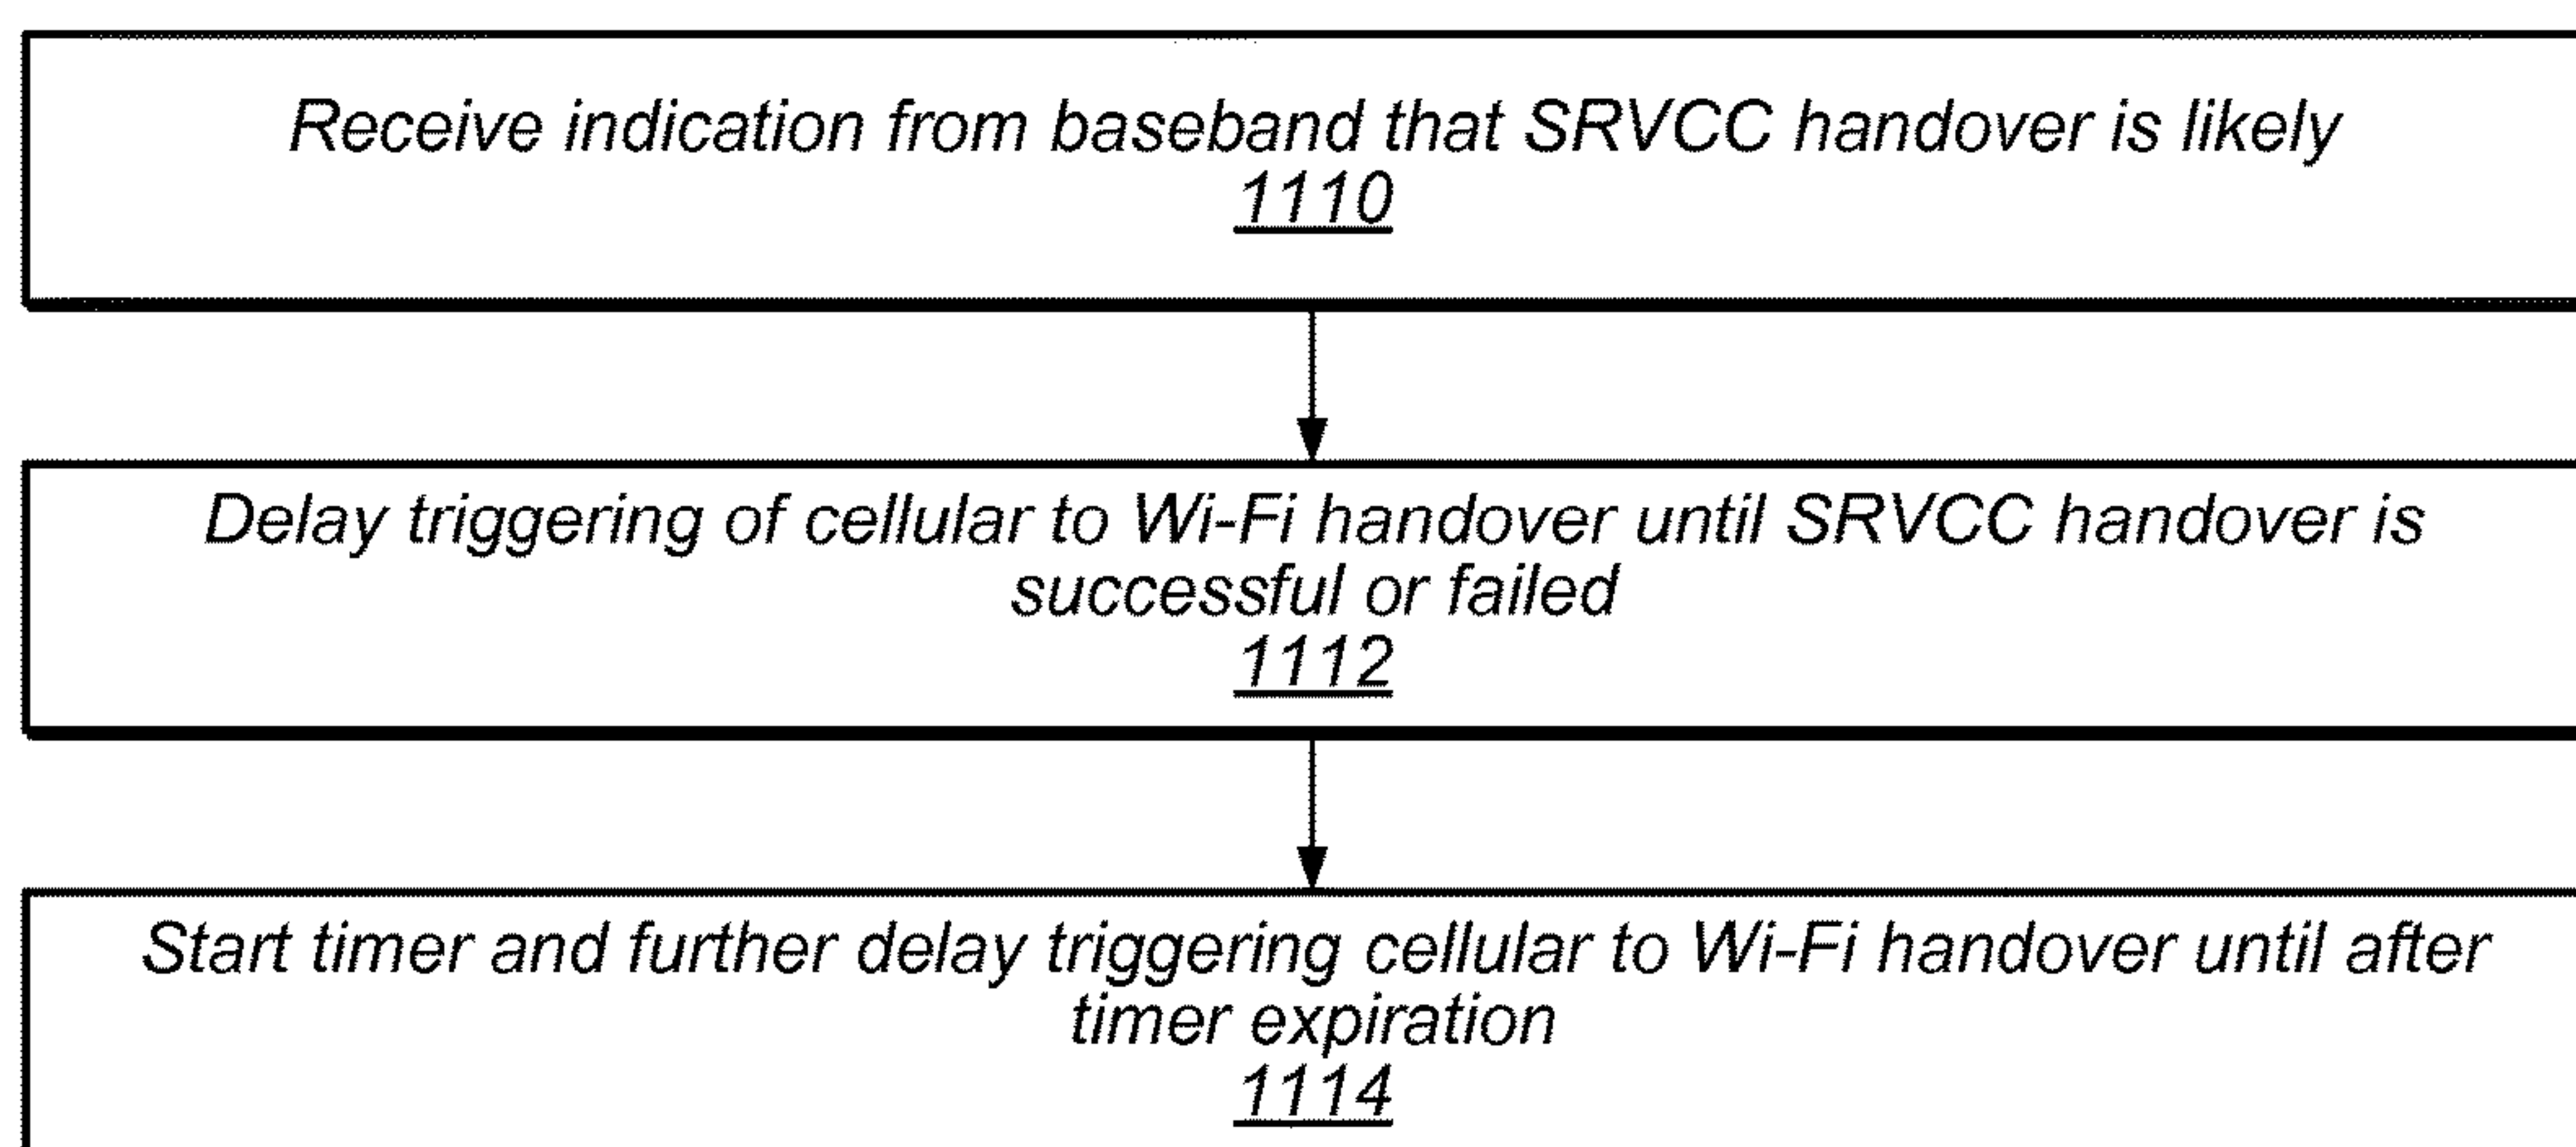 Receive indication from baseband that SRVCC handover is likely
1110
Delay triggering of cellular to Wi-Fi handover until SRVCC handover is
successful or failed
1112
Start timer and further delay triggering cellular to Wi-Fi handover until after
timer expiration
1114